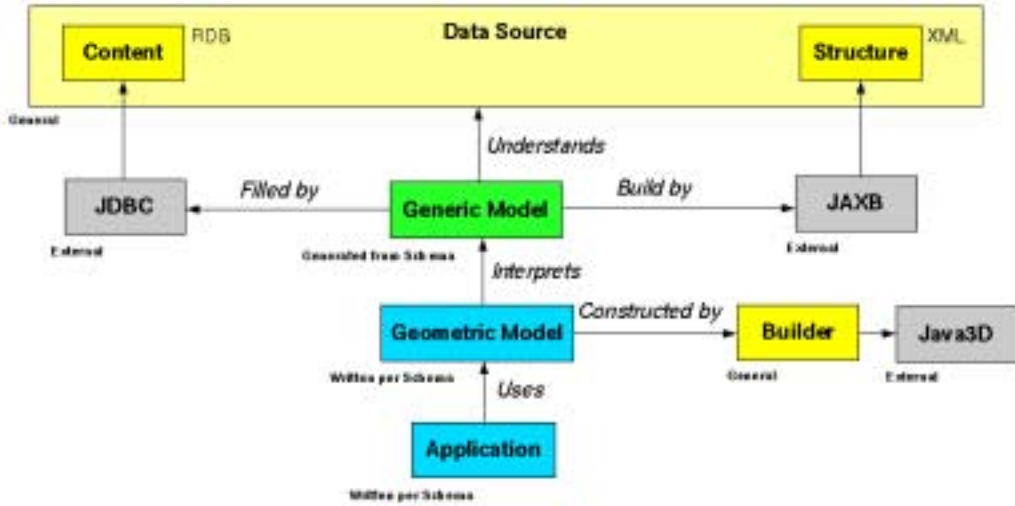 Content
RDB
Data Source
Structure
XML
General
Understands
JDBC
Filled by
Generic Model
Build by
JAXB
External
Generated from Schema
External
Interprets
Geometric Model
Constructed by
Builder
Java3D
Written per Schema
General
External
Uses
Application
Written per Schema